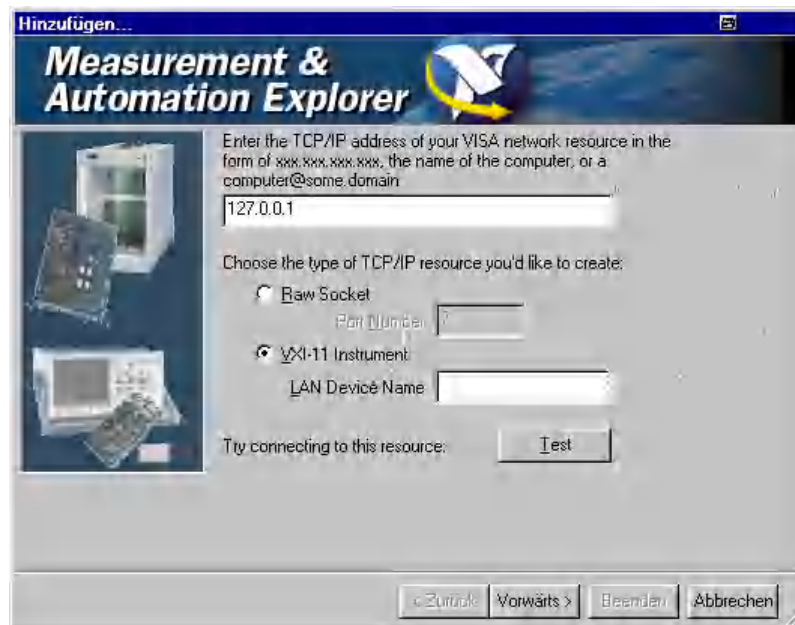 Hinzufügen...
Measurement &
Automation Explorer
Enter the TCP/IP address of your VISA network resource in the
form of xxx.xxx.xxx.xxx, the name of the computer, or a
computer@some.domain
127.0.0.1
Choose the type of TCP/IP resource you'd like to create:
Raw Socket
Port Number
VXI-11 Instrument
LAN Device Name
Try connecting to this resource: Test
< Zurück Vorwärts > Beenden Abbrechen